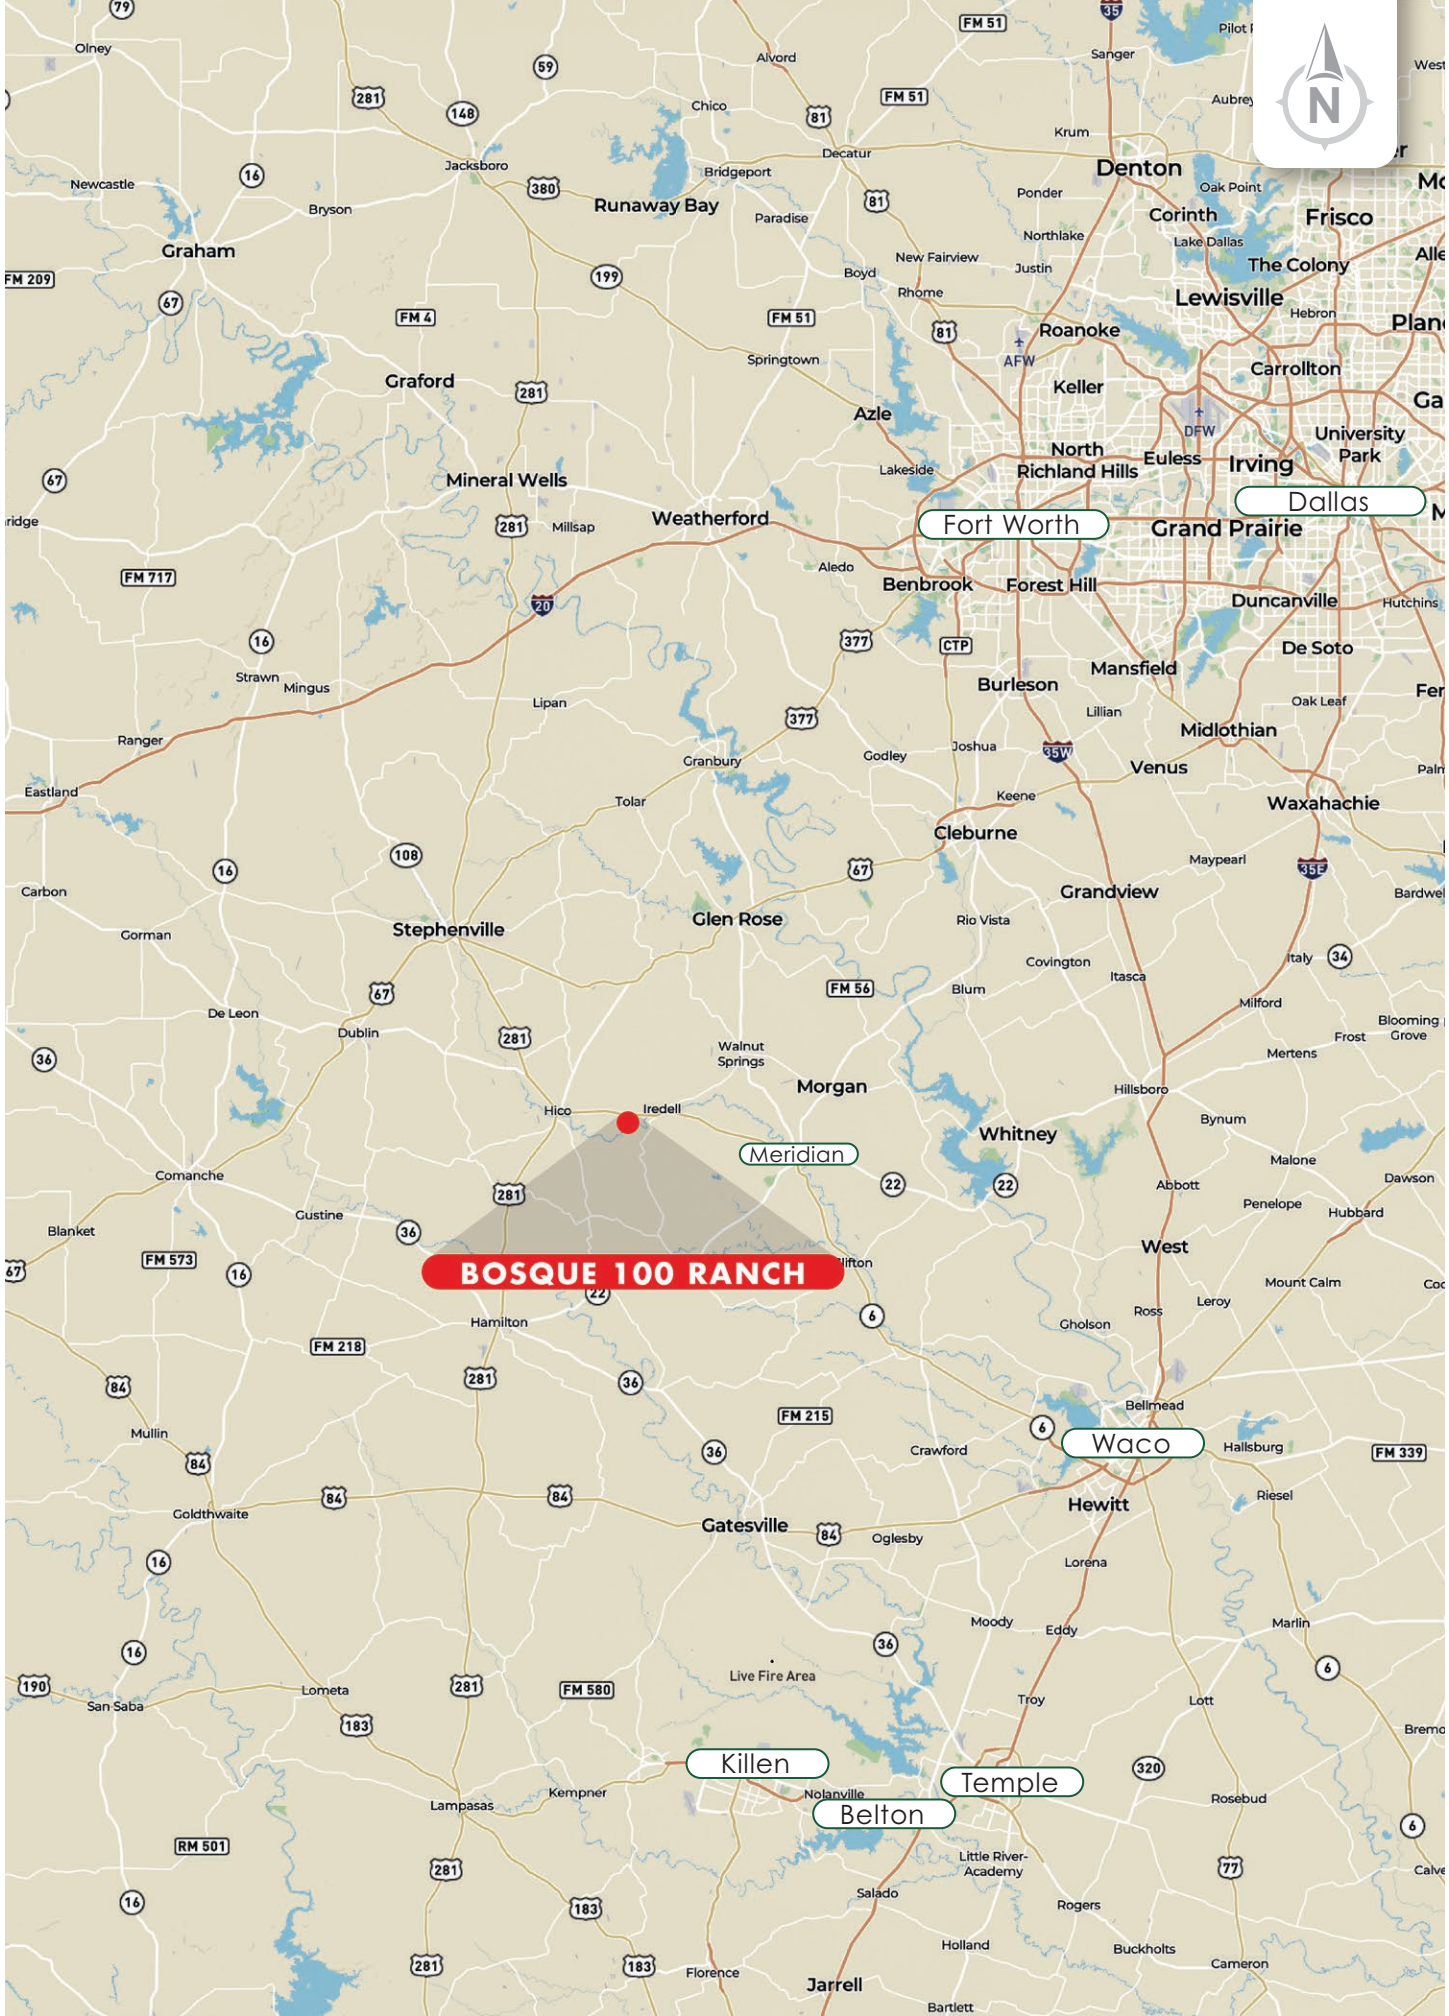 79
FM 51
35
Sanger
Olney
Alvord
59
281
148
Chico
81
FM 51
Aubrey
N
Krum
Decatur
Jacksboro
Bridgeport
Denton
16
380
Newcastle
Bryson
Runaway Bay
81
Paradise
Ponder
Oak Point
Corinth
Frisco
Graham
Northlake
Lake Dallas
New Fairview
The Colony
FM 209
199
Boyd
Justin
67
Rhome
Lewisville
Hebron
FM 4
FM 51
81
Roanoke
AFW
Springtown
Carrollton
Graford
281
Keller
Azle
DFW
University
Park
North
Richland Hills
Euless
Irving
Lakeside
67
Mineral Wells
Dallas
281
Millsap
Weatherford
Fort Worth
Grand Prairie
FM 717
Aledo
Benbrook
Forest Hill
20
Duncanville
Hutchins
16
377
CTP
De Soto
Strawn
Mingus
Mansfield
Burleson
Lipan
377
Lillian
Oak Leaf
Midlothian
Ranger
Granbury
Godley
Joshua
35W
Venus
Eastland
Tolar
Keene
Waxahachie
Cleburne
108
67
Maypearl
35E
16
Carbon
Grandview
Gorman
Stephenville
Glen Rose
Rio Vista
Covington
Itasca
Italy
34
67
FM 56
Blum
Milford
De Leon
Dublin
281
Walnut
Springs
Blooming
Grove
Frost
Mertens
36
Morgan
Hillsboro
Hico
Iredell
Bynum
Whitney
Meridian
Malone
Comanche
281
22
22
Abbott
Dawson
Gustine
Penelope
Hubbard
Blanket
36
West
FM 573
67
16
BOSQUE 100 RANCH
lifton
22
Mount Calm
Leroy
Ross
Hamilton
6
Gholson
FM 218
84
281
36
Bellmead
FM 215
Mullin
6
84
36
Crawford
Waco
Hallsburg
FM 339
84
84
Hewitt
Riesel
Goldthwaite
Gatesville
84
Oglesby
16
Lorena
Moody
Eddy
Marlin
16
36
Live Fire Area
6
190
281
FM 580
San Saba
Lometa
Troy
Lott
183
Killen
320
Temple
Kempner
Nolanville
Lampasas
Belton
Rosebud
6
RM 501
Little River-
Academy
281
77
Salado
16
183
Rogers
Holland
Buckholts
281
183
Florence
Cameron
Jarrell
Bartlett